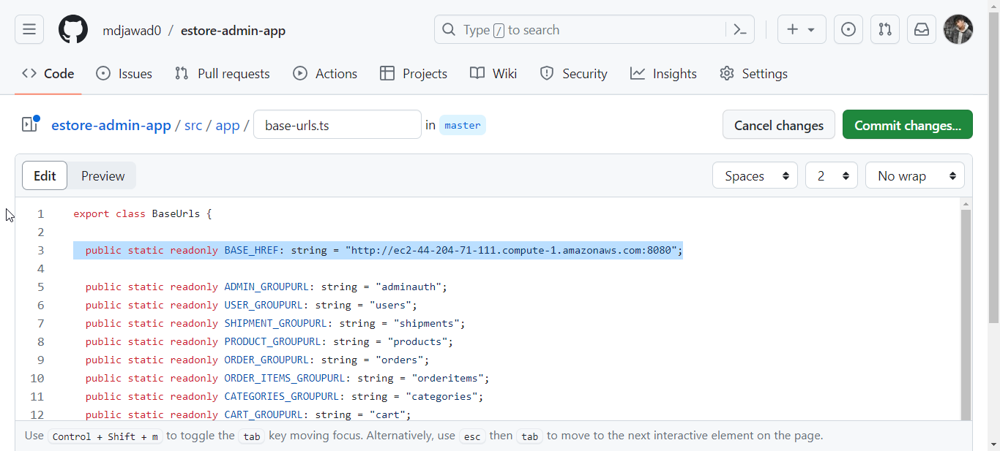 mdjawad0 / estore-admin-app
Type / to search
Code Issues Pull requests Actions Projects Wiki Security Insights Settings
estore-admin-app / src / app / base-urls.ts in master
Cancel changes Commit changes...
Edit Preview Spaces 2 No wrap
1 export class BaseUrls {
2
3 public static readonly BASE_HREF: string = "http://ec2-44-204-71-111.compute-1.amazonaws.com:8080";
4
5 public static readonly ADMIN_GROUPURL: string = "adminauth";
6 public static readonly USER_GROUPURL: string = "users";
7 public static readonly SHIPMENT_GROUPURL: string = "shipments";
8 public static readonly PRODUCT_GROUPURL: string = "products";
9 public static readonly ORDER_GROUPURL: string = "orders";
10 public static readonly ORDER_ITEMS_GROUPURL: string = "orderitems";
11 public static readonly CATEGORIES_GROUPURL: string = "categories";
12 public static readonly CART_GROUPURL: string = "cart";
Use Control + Shift + m to toggle the tab key moving focus. Alternatively, use esc then tab to move to the next interactive element on the page.